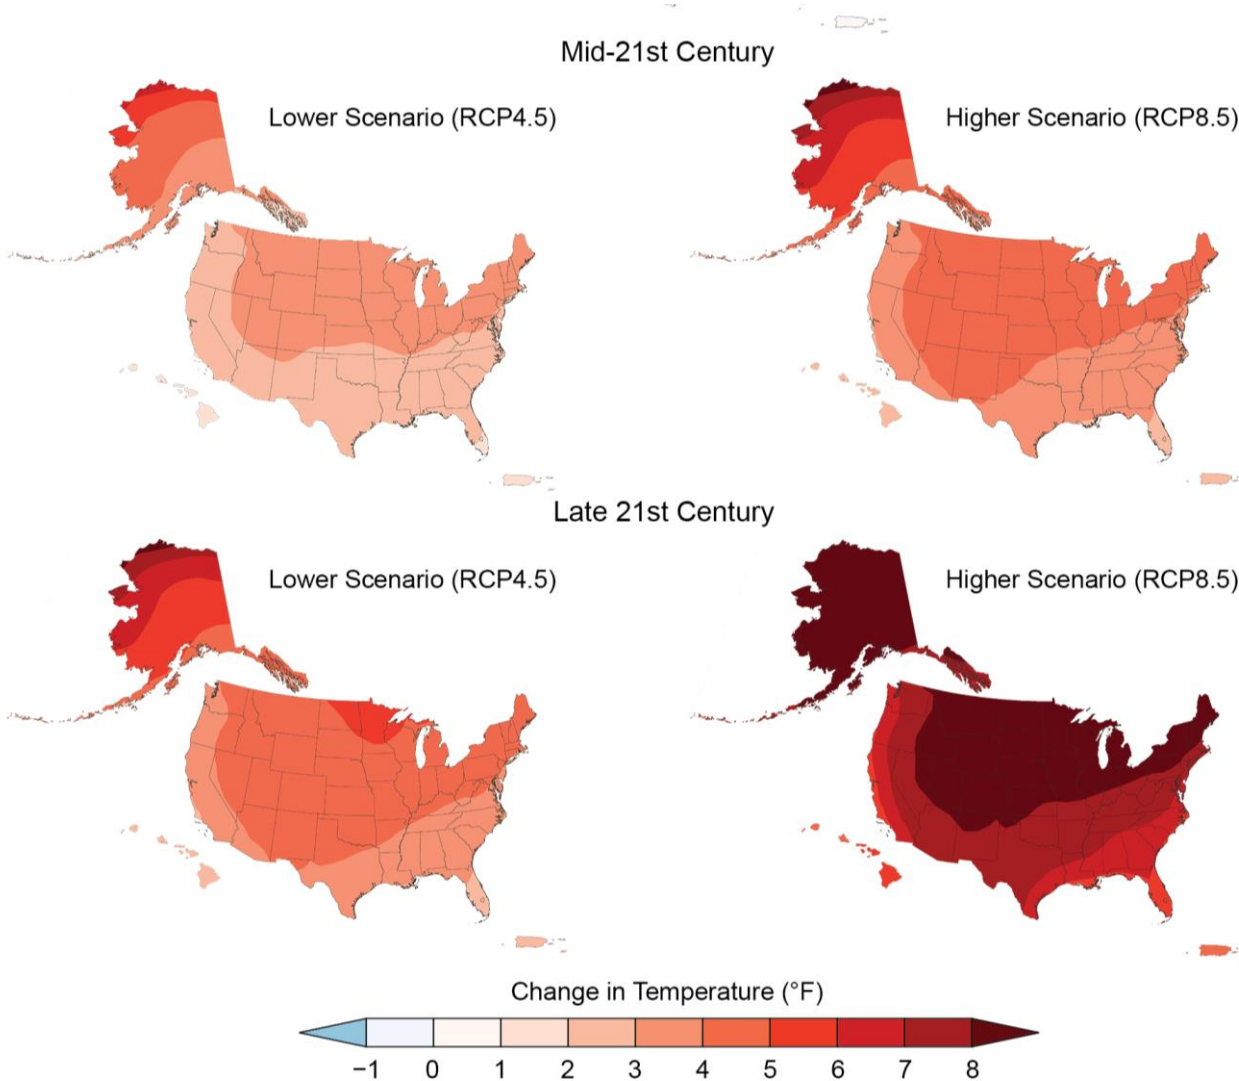 Mid-21st Century
Lower Scenario (RCP4.5)
Higher Scenario (RCP8.5)
Late 21st Century
Lower Scenario (RCP4.5)
Higher Scenario (RCP8.5)
Change in Temperature (°F)
−1 0 1 2 3 4 5 6 7 8